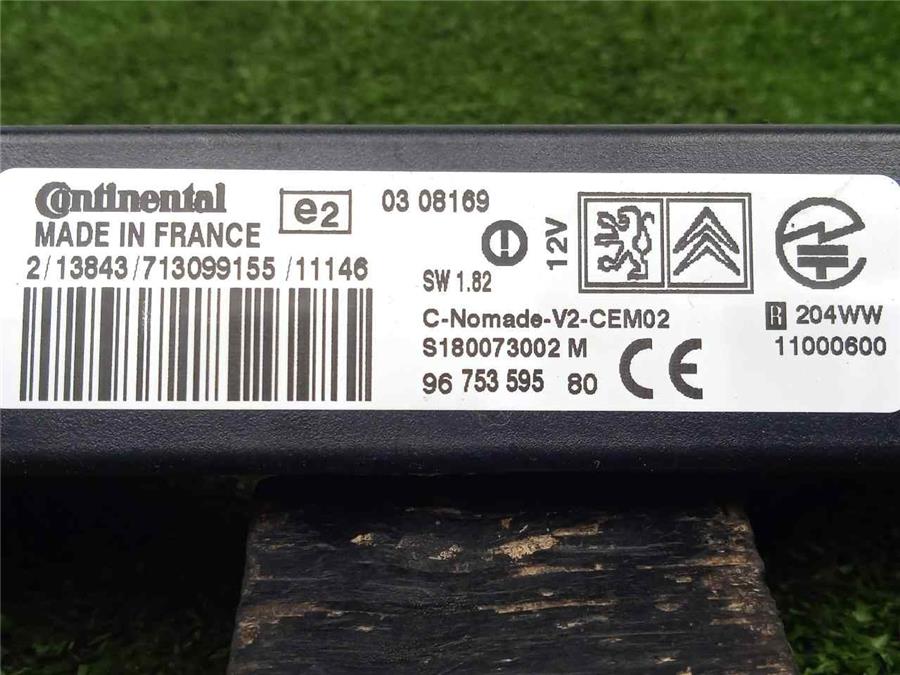 Continental e2 03 08169
MADE IN FRANCE
2/13843/713099155/11146
SW 1.82
12V
C-Nomade-V2-CEM02
S180073002 M
96 753 595 80 CE
R 204WW
11000600